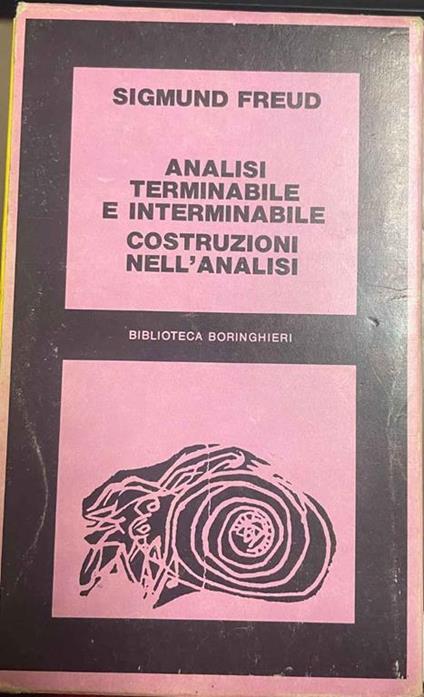 SIGMUND FREUD
ANALISI
TERMINABILE
E INTERMINABILE
COSTRUZIONI
NELL'ANALISI
BIBLIOTECA BORINGHIERI